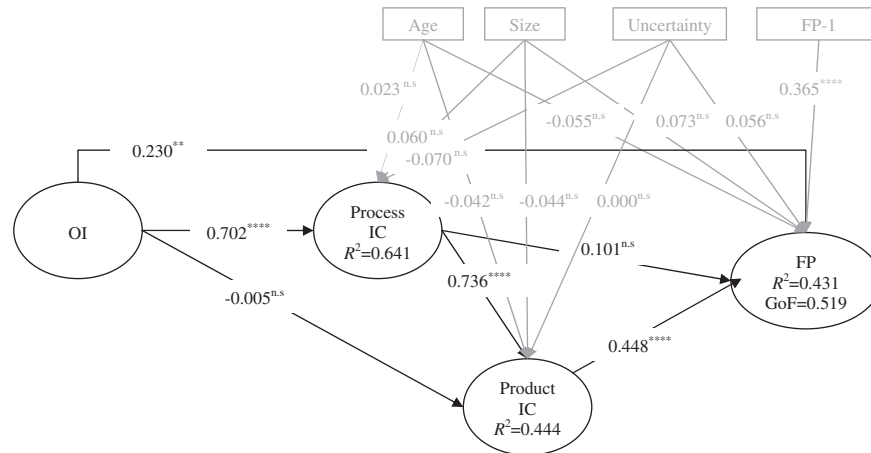 Age
Size
Uncertainty
FP-1
0.023 n.s
0.365 ****
-0.055 n.s
0.073 n.s
0.056 n.s
0.060 n.s
0.230 **
-0.070 n.s
-0.042 n.s
-0.044 n.s
0.000 n.s
Process
IC
R²=0.641
OI
0.702 ****
0.101 n.s
FP
R²=0.431
GoF=0.519
0.736 ****
-0.005 n.s
0.448 ****
Product
IC
R²=0.444